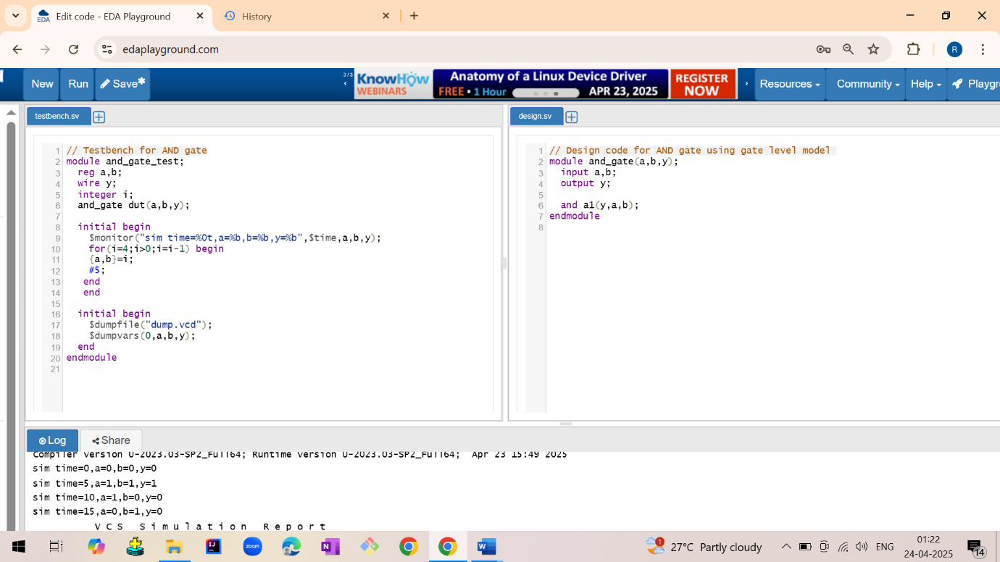 EDA
Edit code - EDA Playground
History
edaplayground.com
R
New
Run
Save*
3/3
KnowHow
WEBINARS
Anatomy of a Linux Device Driver
FREE ▪ 1 Hour
APR 23, 2025
REGISTER
NOW
Resources
Community
Help
Playgr
testbench.sv
1 // Testbench for AND gate
2 module and_gate_test;
3 reg a,b;
4 wire y;
5 integer i;
6 and_gate dut(a,b,y);
7
8 initial begin
9 $monitor("sim time=%0t,a=%b,b=%b,y=%b",$time,a,b,y);
10 for(i=4;i>0;i=i-1) begin
11 {a,b}=i;
12 #5;
13 end
14 end
15
16 initial begin
17 $dumpfile("dump.vcd");
18 $dumpvars(0,a,b,y);
19 end
20 endmodule
21
design.sv
1 // Design code for AND gate using gate level model
2 module and_gate(a,b,y);
3 input a,b;
4 output y;
5
6 and a1(y,a,b);
7 endmodule
8
Log
Share
Compiler version U-2023.03-SP2_Full64; Runtime version U-2023.03-SP2_Full64; Apr 23 15:49 2025
sim time=0,a=0,b=0,y=0
sim time=5,a=1,b=1,y=1
sim time=10,a=1,b=0,y=0
sim time=15,a=0,b=1,y=0
V C S S i m u l a t i o n R e p o r t
IJ
zoom
N
W
1
27°C Partly cloudy
ENG
01:22
24-04-2025
14